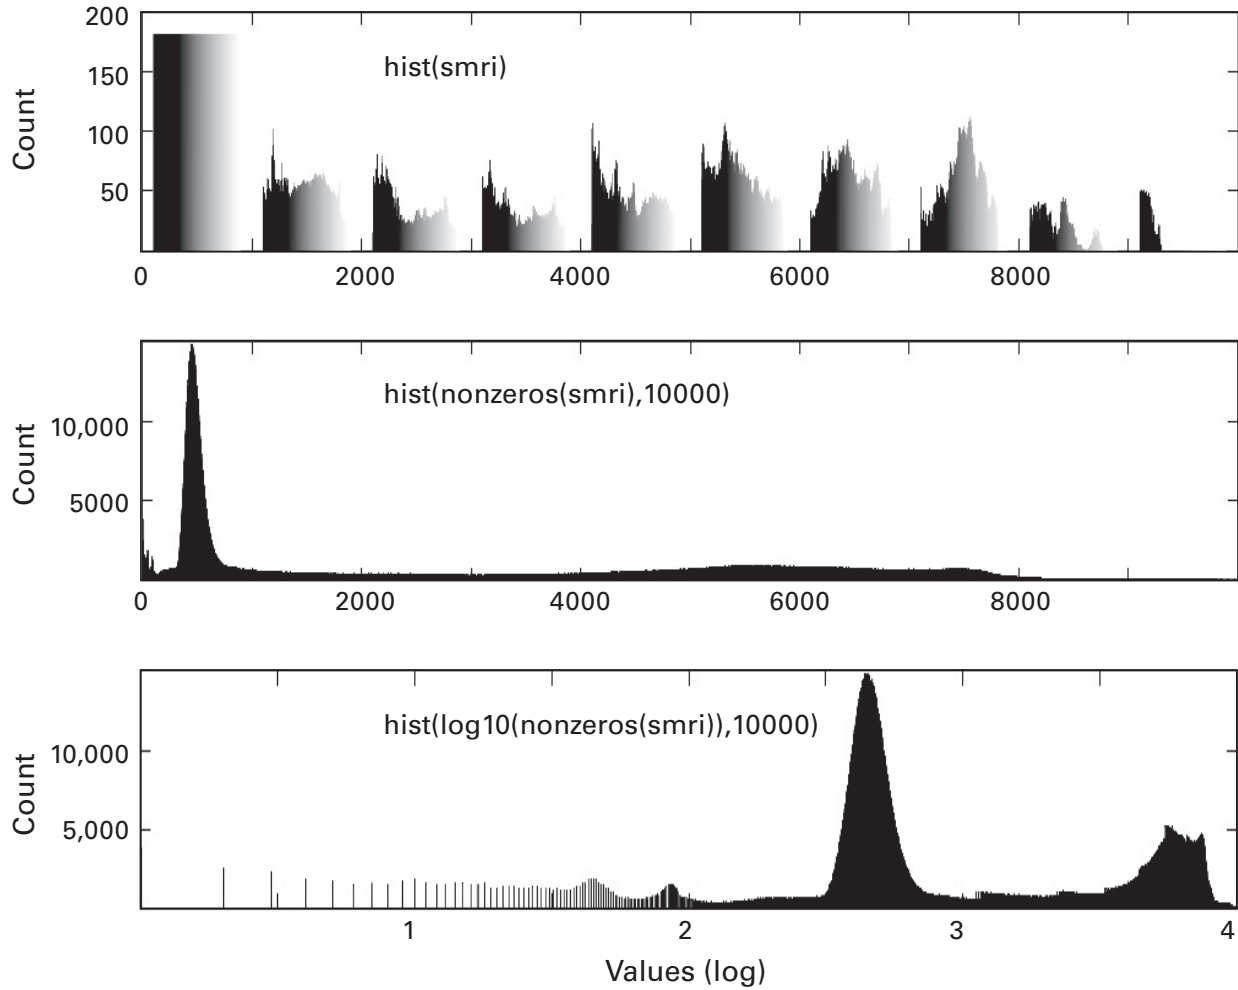 200
150
100
50
Count
hist(smri)
0 2000 4000 6000 8000
10,000
5000
Count
hist(nonzeros(smri),10000)
0 2000 4000 6000 8000
10,000
5,000
Count
hist(log10(nonzeros(smri)),10000)
1 2 3 4
Values (log)